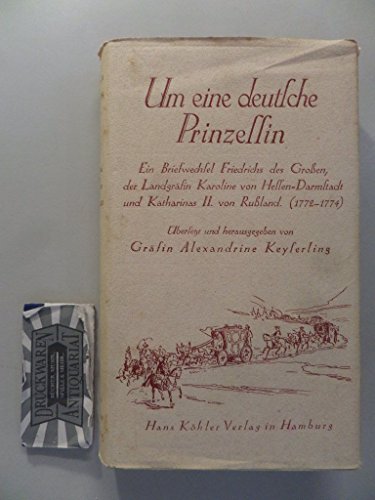 Um eine deutsche
Prinzessin
Ein Briefwechsel Friedrichs des Großen,
der Landgräfin Karoline von Hessen-Darmstadt
und Katharinas II. von Rußland. (1772–1774)
Übersetzt und herausgegeben von
Gräfin Alexandrine Keyserling
Hans Köhler Verlag in Hamburg
DRUCKWAREN
ANTIQUARIAT